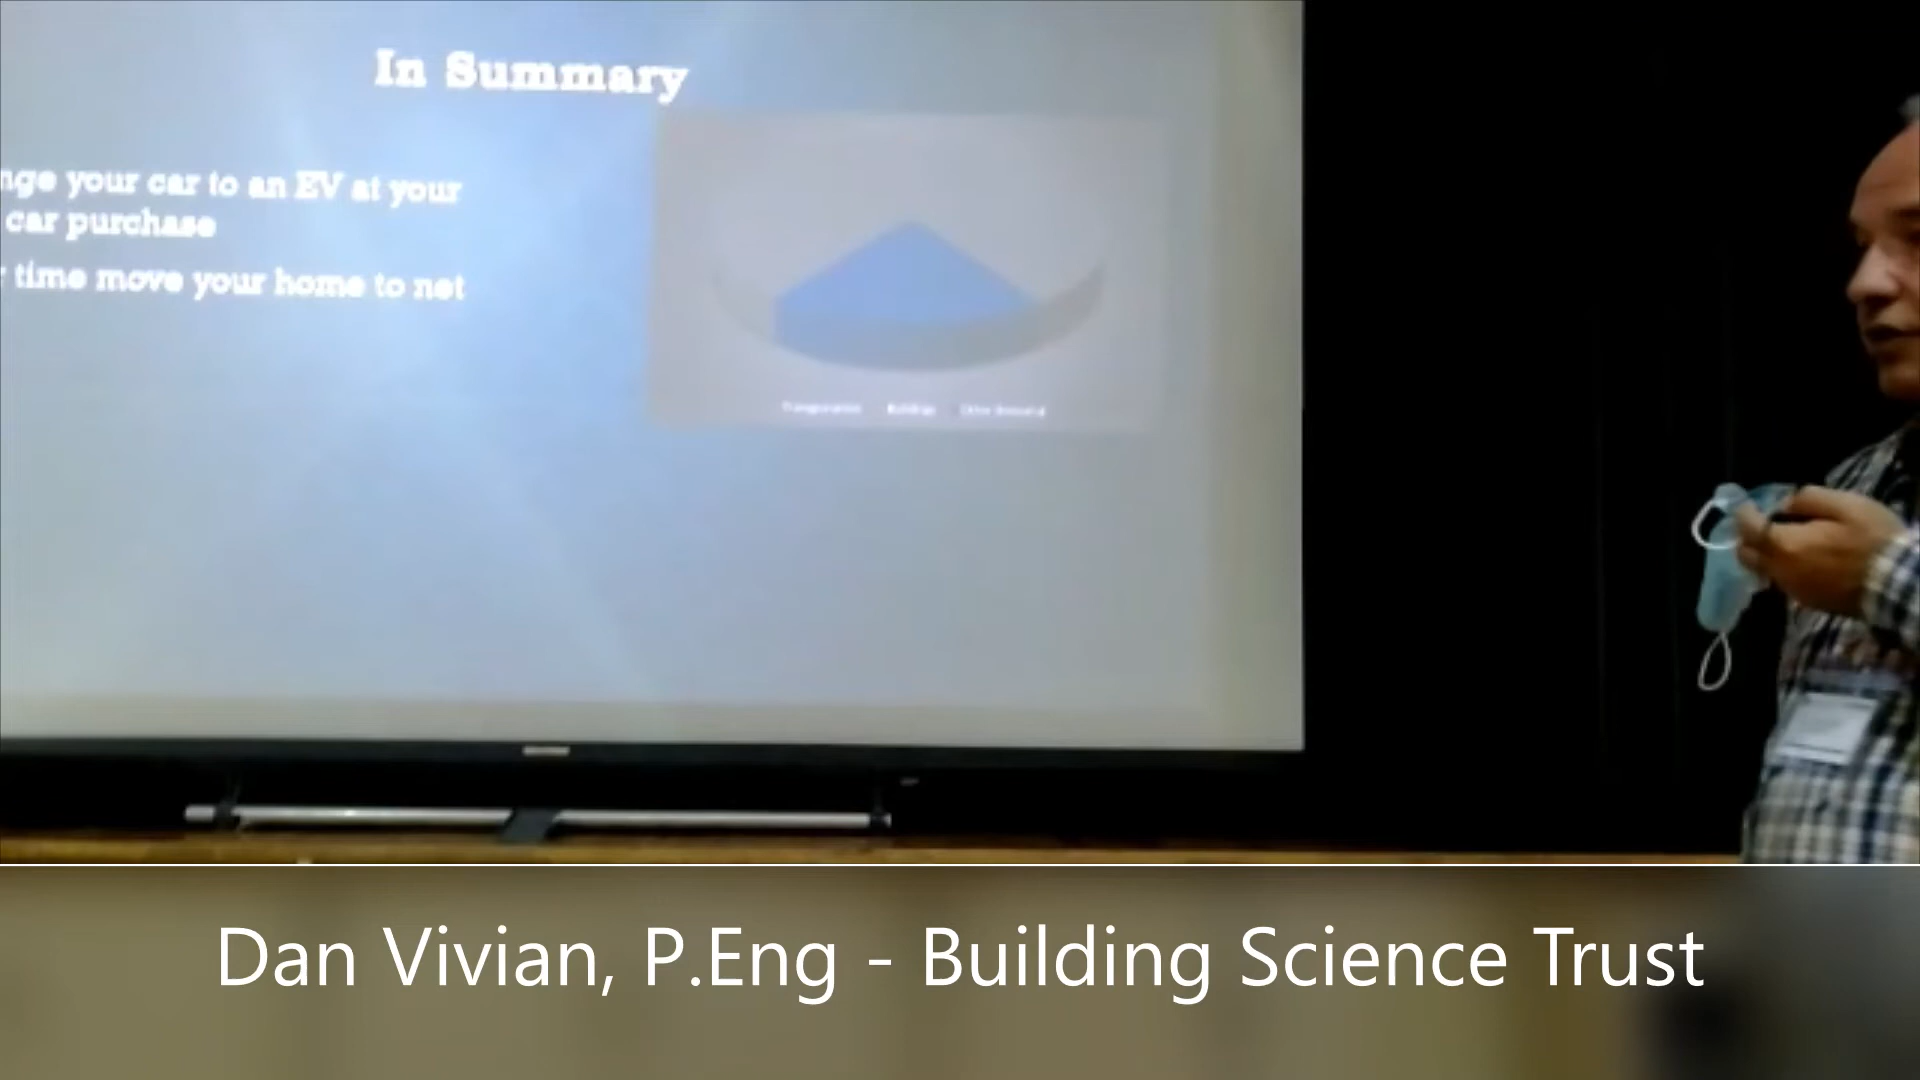 In Summary
nge your car to an EV at your
car purchase
time move your home to net
Buildings
Dan Vivian, P.Eng - Building Science Trust